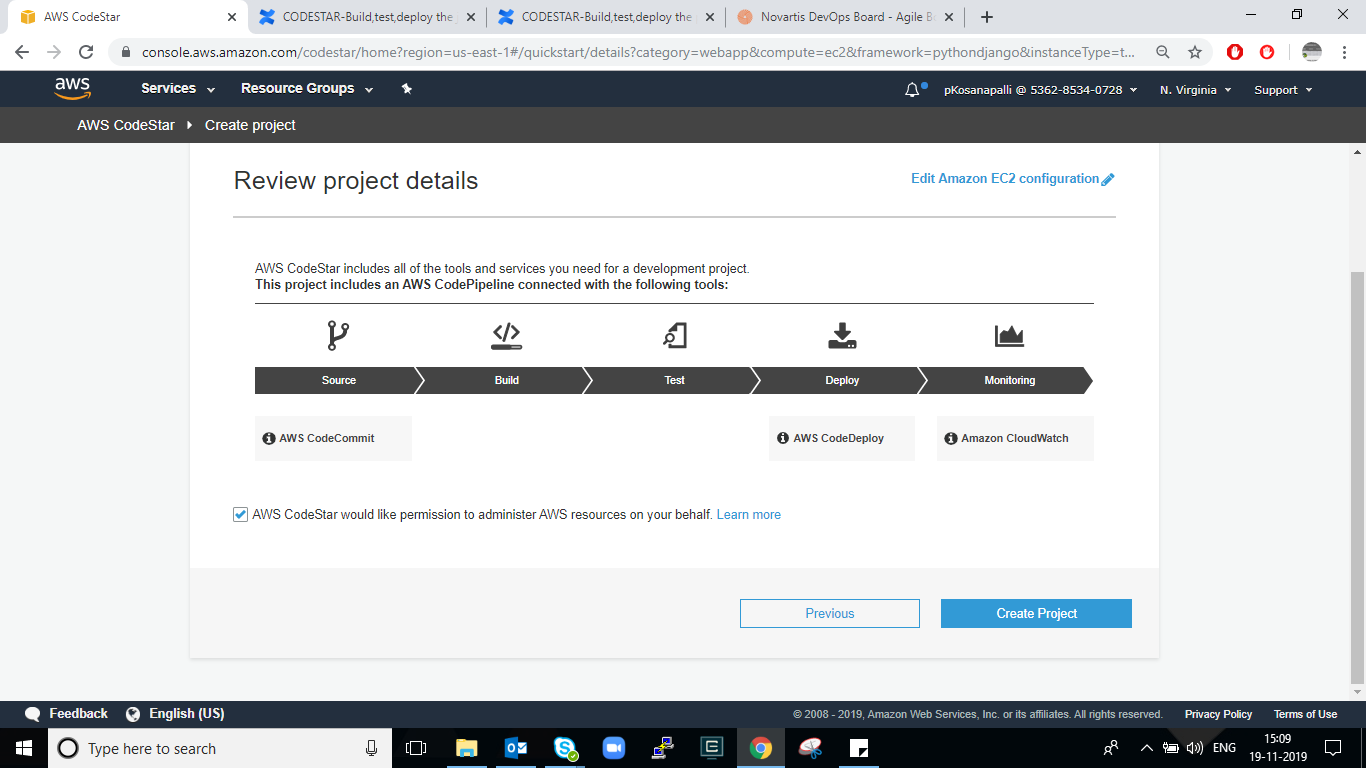 AWS CodeStar
CODESTAR-Build,test,deploy the
CODESTAR-Build,test,deploy the
Novartis DevOps Board - Agile B
console.aws.amazon.com/codestar/home?region=us-east-1#/quickstart/details?category=webapp&compute=ec2&framework=pythondjango&instanceType=t...
aws
Services
Resource Groups
pKosanapalli @ 5362-8534-0728
N. Virginia
Support
AWS CodeStar
Create project
Review project details
Edit Amazon EC2 configuration
AWS CodeStar includes all of the tools and services you need for a development project.
This project includes an AWS CodePipeline connected with the following tools:
Source
Build
Test
Deploy
Monitoring
AWS CodeCommit
AWS CodeDeploy
Amazon CloudWatch
AWS CodeStar would like permission to administer AWS resources on your behalf. Learn more
Previous
Create Project
Feedback
English (US)
© 2008 - 2019, Amazon Web Services, Inc. or its affiliates. All rights reserved.
Privacy Policy
Terms of Use
Type here to search
ENG
15:09
19-11-2019